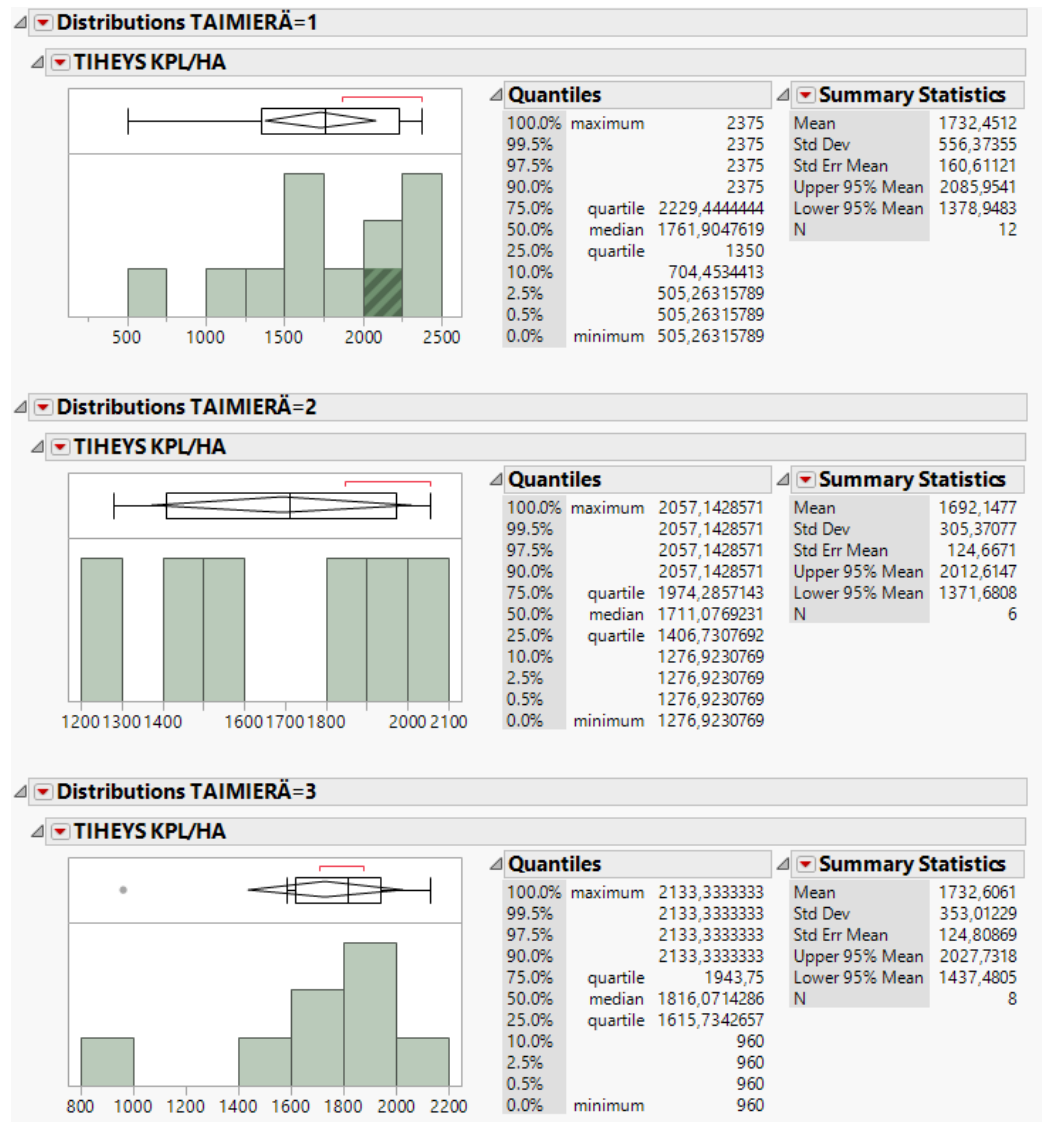 Distributions TAIMIERÄ=1
TIHEYS KPL/HA
500 1000 1500 2000 2500
Quantiles
100.0% maximum 2375
99.5% 2375
97.5% 2375
90.0% 2375
75.0% quartile 2229,4444444
50.0% median 1761,9047619
25.0% quartile 1350
10.0% 704,4534413
2.5% 505,26315789
0.5% 505,26315789
0.0% minimum 505,26315789
Summary Statistics
Mean 1732,4512
Std Dev 556,37355
Std Err Mean 160,61121
Upper 95% Mean 2085,9541
Lower 95% Mean 1378,9483
N 12
Distributions TAIMIERÄ=2
TIHEYS KPL/HA
1200 1300 1400 1600 1700 1800 2000 2100
Quantiles
100.0% maximum 2057,1428571
99.5% 2057,1428571
97.5% 2057,1428571
90.0% 2057,1428571
75.0% quartile 1974,2857143
50.0% median 1711,0769231
25.0% quartile 1406,7307692
10.0% 1276,9230769
2.5% 1276,9230769
0.5% 1276,9230769
0.0% minimum 1276,9230769
Summary Statistics
Mean 1692,1477
Std Dev 305,37077
Std Err Mean 124,6671
Upper 95% Mean 2012,6147
Lower 95% Mean 1371,6808
N 6
Distributions TAIMIERÄ=3
TIHEYS KPL/HA
800 1000 1200 1400 1600 1800 2000 2200
Quantiles
100.0% maximum 2133,3333333
99.5% 2133,3333333
97.5% 2133,3333333
90.0% 2133,3333333
75.0% quartile 1943,75
50.0% median 1816,0714286
25.0% quartile 1615,7342657
10.0% 960
2.5% 960
0.5% 960
0.0% minimum 960
Summary Statistics
Mean 1732,6061
Std Dev 353,01229
Std Err Mean 124,80869
Upper 95% Mean 2027,7318
Lower 95% Mean 1437,4805
N 8